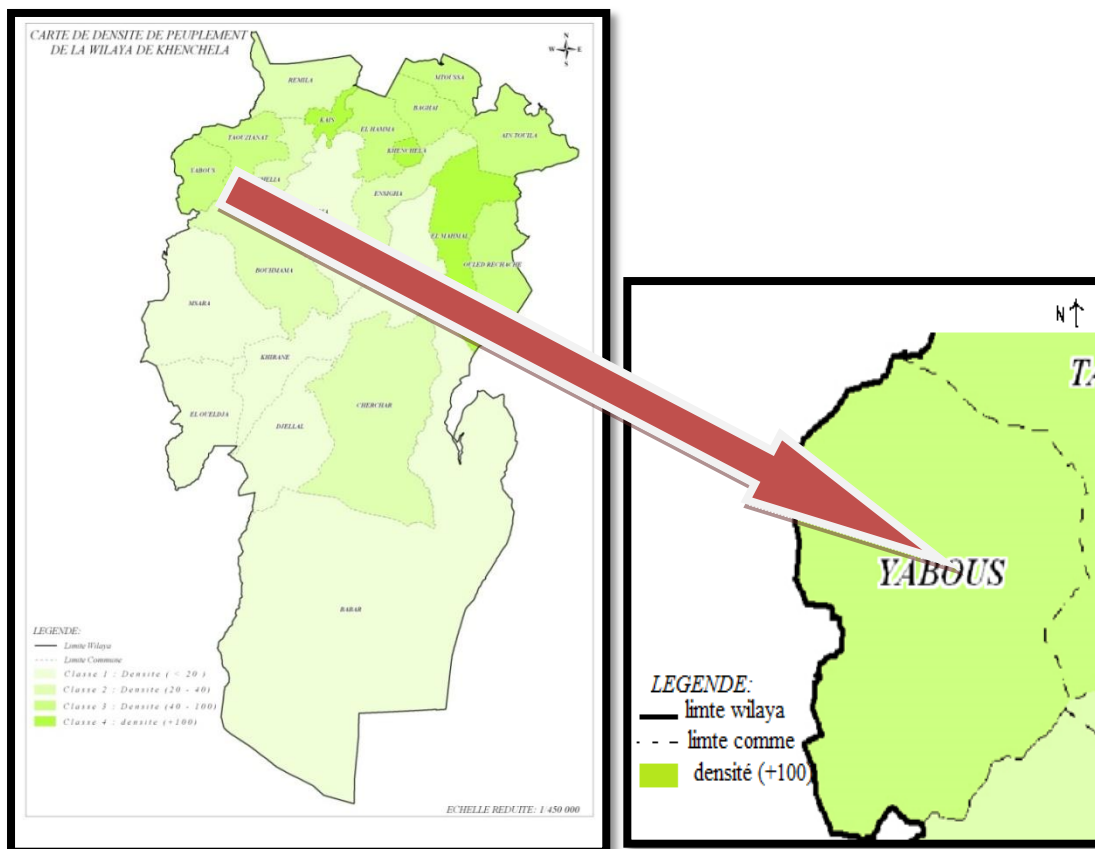 CARTE DE DENSITE DE PEUPLEMENT
DE LA WILAYA DE KHENCHELA
N
W E
S
REMILA
MTOUSSA
BAGHAI
KAIS
EL HAMMA
AIN TOUILA
TAOUZIANAT
KHENCHELA
YABOUS
ENSIGHA
EL MAHMAL
OULED RECHACHE
BOUHMAMA
MSARA
KHIRANE
CHERCHAR
EL OUELDJA
DJELLAL
BABAR
LEGENDE:
Limite Wilaya
Limite Commune
Classe 1 : Densite ( < 20 )
Classe 2 : Densite (20 - 40)
Classe 3 : Densite (40 - 100)
Classe 4 : densite (+100)
ECHELLE REDUITE: 1/450 000
N
TA
YABOUS
LEGENDE:
limte wilaya
limte comme
densité (+100)